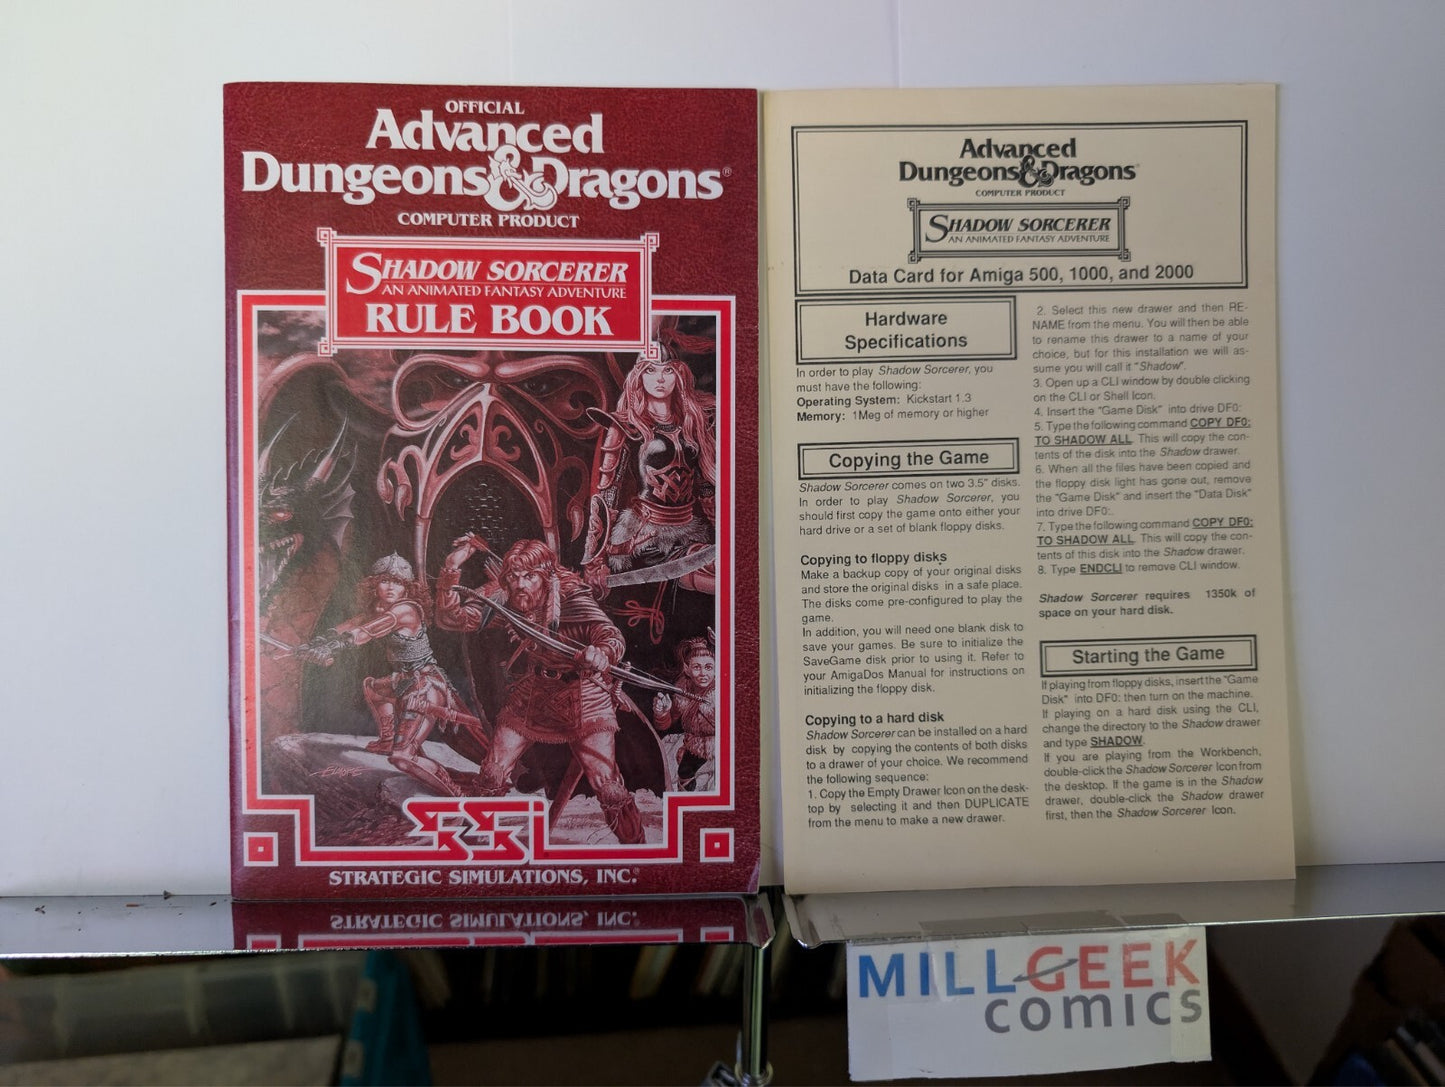 OFFICIAL
Advanced
Dungeons & Dragons®
COMPUTER PRODUCT
SHADOW SORCERER
AN ANIMATED FANTASY ADVENTURE
RULE BOOK
ELMORE
SSI
STRATEGIC SIMULATIONS, INC.®
Advanced
Dungeons & Dragons®
COMPUTER PRODUCT
SHADOW SORCERER
AN ANIMATED FANTASY ADVENTURE
Data Card for Amiga 500, 1000, and 2000
Hardware
Specifications
In order to play Shadow Sorcerer, you
must have the following:
Operating System: Kickstart 1.3
Memory: 1Meg of memory or higher
Copying the Game
Shadow Sorcerer comes on two 3.5" disks.
In order to play Shadow Sorcerer, you
should first copy the game onto either your
hard drive or a set of blank floppy disks.
Copying to floppy disks
Make a backup copy of your original disks
and store the original disks in a safe place.
The disks come pre-configured to play the
game.
In addition, you will need one blank disk to
save your games. Be sure to initialize the
SaveGame disk prior to using it. Refer to
your AmigaDos Manual for instructions on
initializing the floppy disk.
Copying to a hard disk
Shadow Sorcerer can be installed on a hard
disk by copying the contents of both disks
to a drawer of your choice. We recommend
the following sequence:
1. Copy the Empty Drawer Icon on the desk-
top by selecting it and then DUPLICATE
from the menu to make a new drawer.
2. Select this new drawer and then RE-
NAME from the menu. You will then be able
to rename this drawer to a name of your
choice, but for this installation we will as-
sume you will call it "Shadow".
3. Open up a CLI window by double clicking
on the CLI or Shell Icon.
4. Insert the "Game Disk" into drive DF0:
5. Type the following command COPY DF0:
TO SHADOW ALL. This will copy the con-
tents of the disk into the Shadow drawer.
6. When all the files have been copied and
the floppy disk light has gone out, remove
the "Game Disk" and insert the "Data Disk"
into drive DF0:.
7. Type the following command COPY DF0:
TO SHADOW ALL. This will copy the con-
tents of this disk into the Shadow drawer.
8. Type ENDCLI to remove CLI window.
Shadow Sorcerer requires 1350k of
space on your hard disk.
Starting the Game
If playing from floppy disks, insert the "Game
Disk" into DF0: then turn on the machine.
If playing on a hard disk using the CLI,
change the directory to the Shadow drawer
and type SHADOW.
If you are playing from the Workbench,
double-click the Shadow Sorcerer Icon from
the desktop. If the game is in the Shadow
drawer, double-click the Shadow drawer
first, then the Shadow Sorcerer Icon.
MILL GEEK
comics